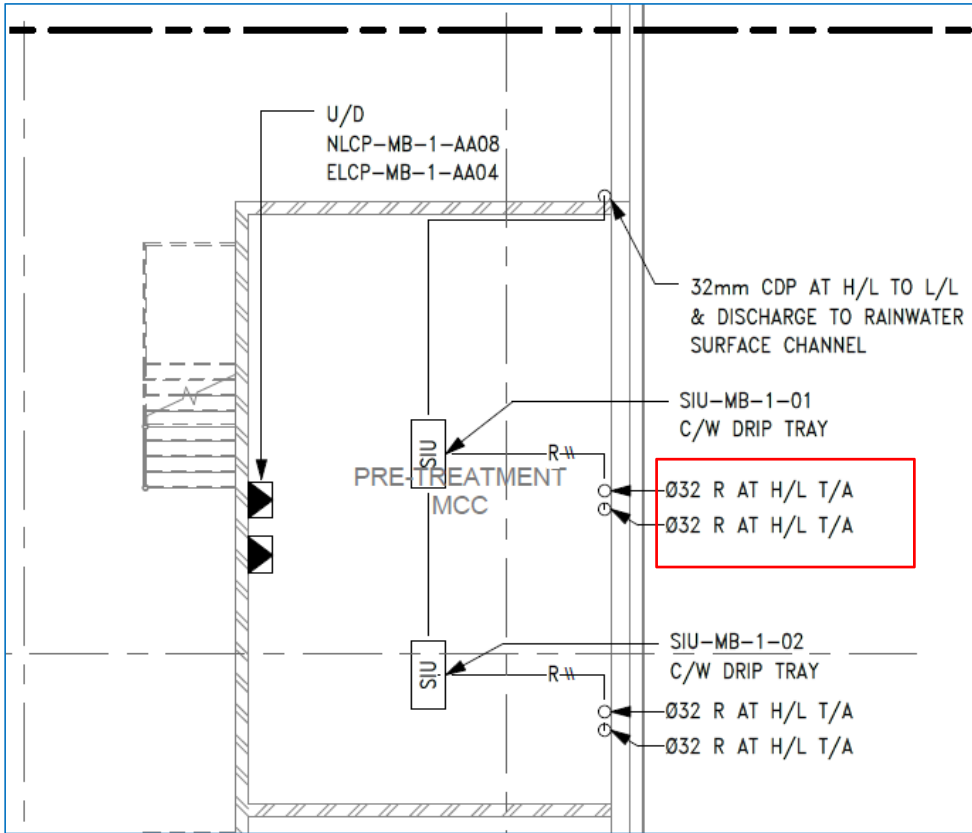 U/D
NLCP-MB-1-AA08
ELCP-MB-1-AA04
32mm CDP AT H/L TO L/L
& DISCHARGE TO RAINWATER
SURFACE CHANNEL
SIU-MB-1-01
C/W DRIP TRAY
SIU
R
PRE-TREATMENT
MCC
Ø32 R AT H/L T/A
Ø32 R AT H/L T/A
SIU-MB-1-02
C/W DRIP TRAY
SIU
R
Ø32 R AT H/L T/A
Ø32 R AT H/L T/A